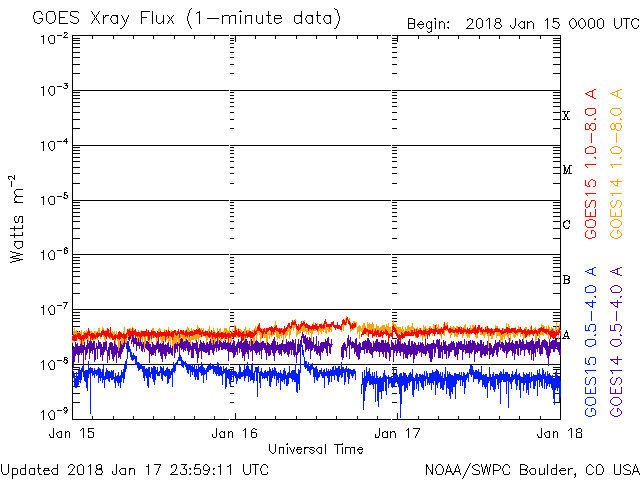 GOES Xray Flux (1-minute data)
Begin: 2018 Jan 15 0000 UTC
10⁻²
10⁻³
10⁻⁴
10⁻⁵
10⁻⁶
10⁻⁷
10⁻⁸
10⁻⁹
Watts m⁻²
X
M
C
B
A
GOES15 1.0-8.0 A
GOES14 1.0-8.0 A
GOES15 0.5-4.0 A
GOES14 0.5-4.0 A
Jan 15 Jan 16 Jan 17 Jan 18
Universal Time
Updated 2018 Jan 17 23:59:11 UTC
NOAA/SWPC Boulder, CO USA